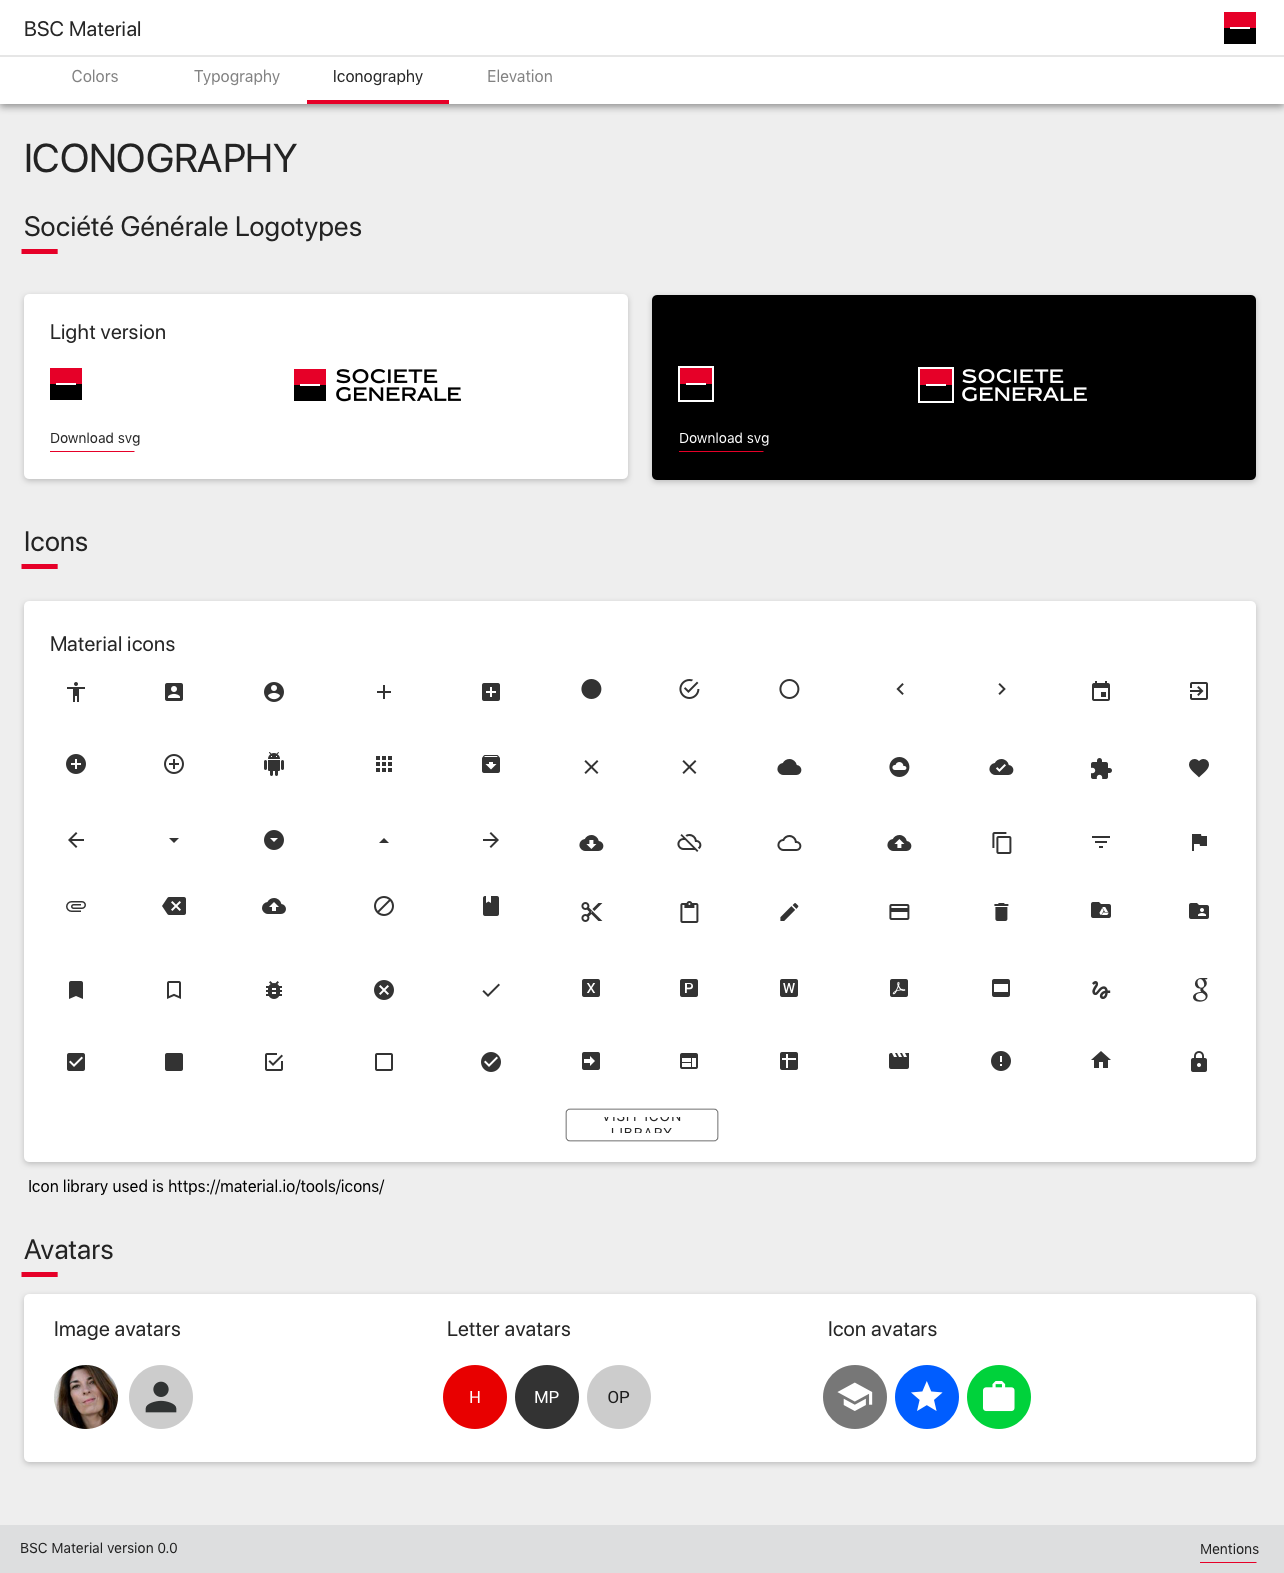 BSC Material
Colors
Typography
Iconography
Elevation
ICONOGRAPHY
Société Générale Logotypes
Light version
SOCIETE
GENERALE
SOCIETE
GENERALE
Download svg
Download svg
Icons
Material icons
X
P
W
g
VISIT ICON
LIBRARY
Icon library used is https://material.io/tools/icons/
Avatars
Image avatars
Letter avatars
Icon avatars
H
MP
OP
BSC Material version 0.0
Mentions